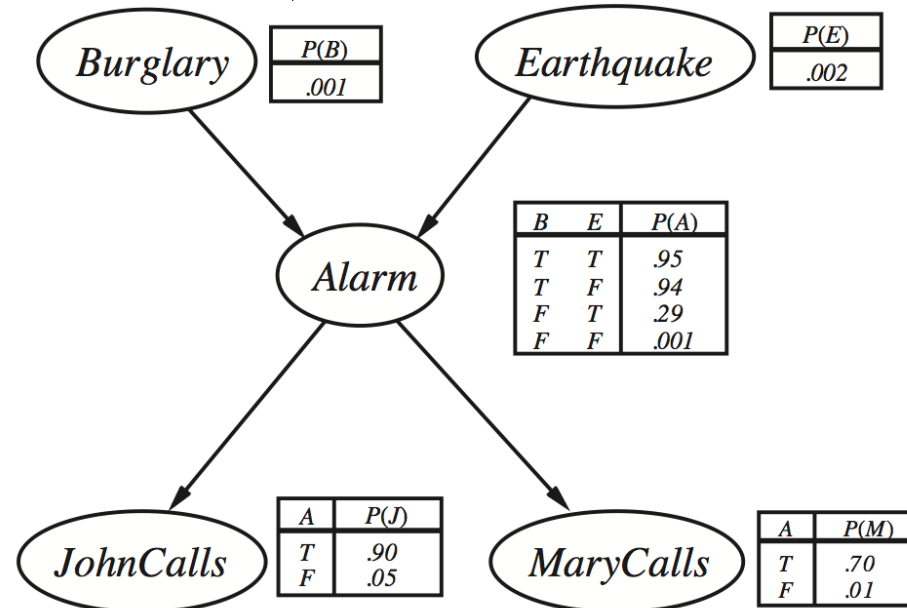 Burglary
P(B)
.001
Earthquake
P(E)
.002
Alarm
B E P(A)
T T .95
T F .94
F T .29
F F .001
JohnCalls
A P(J)
T .90
F .05
MaryCalls
A P(M)
T .70
F .01